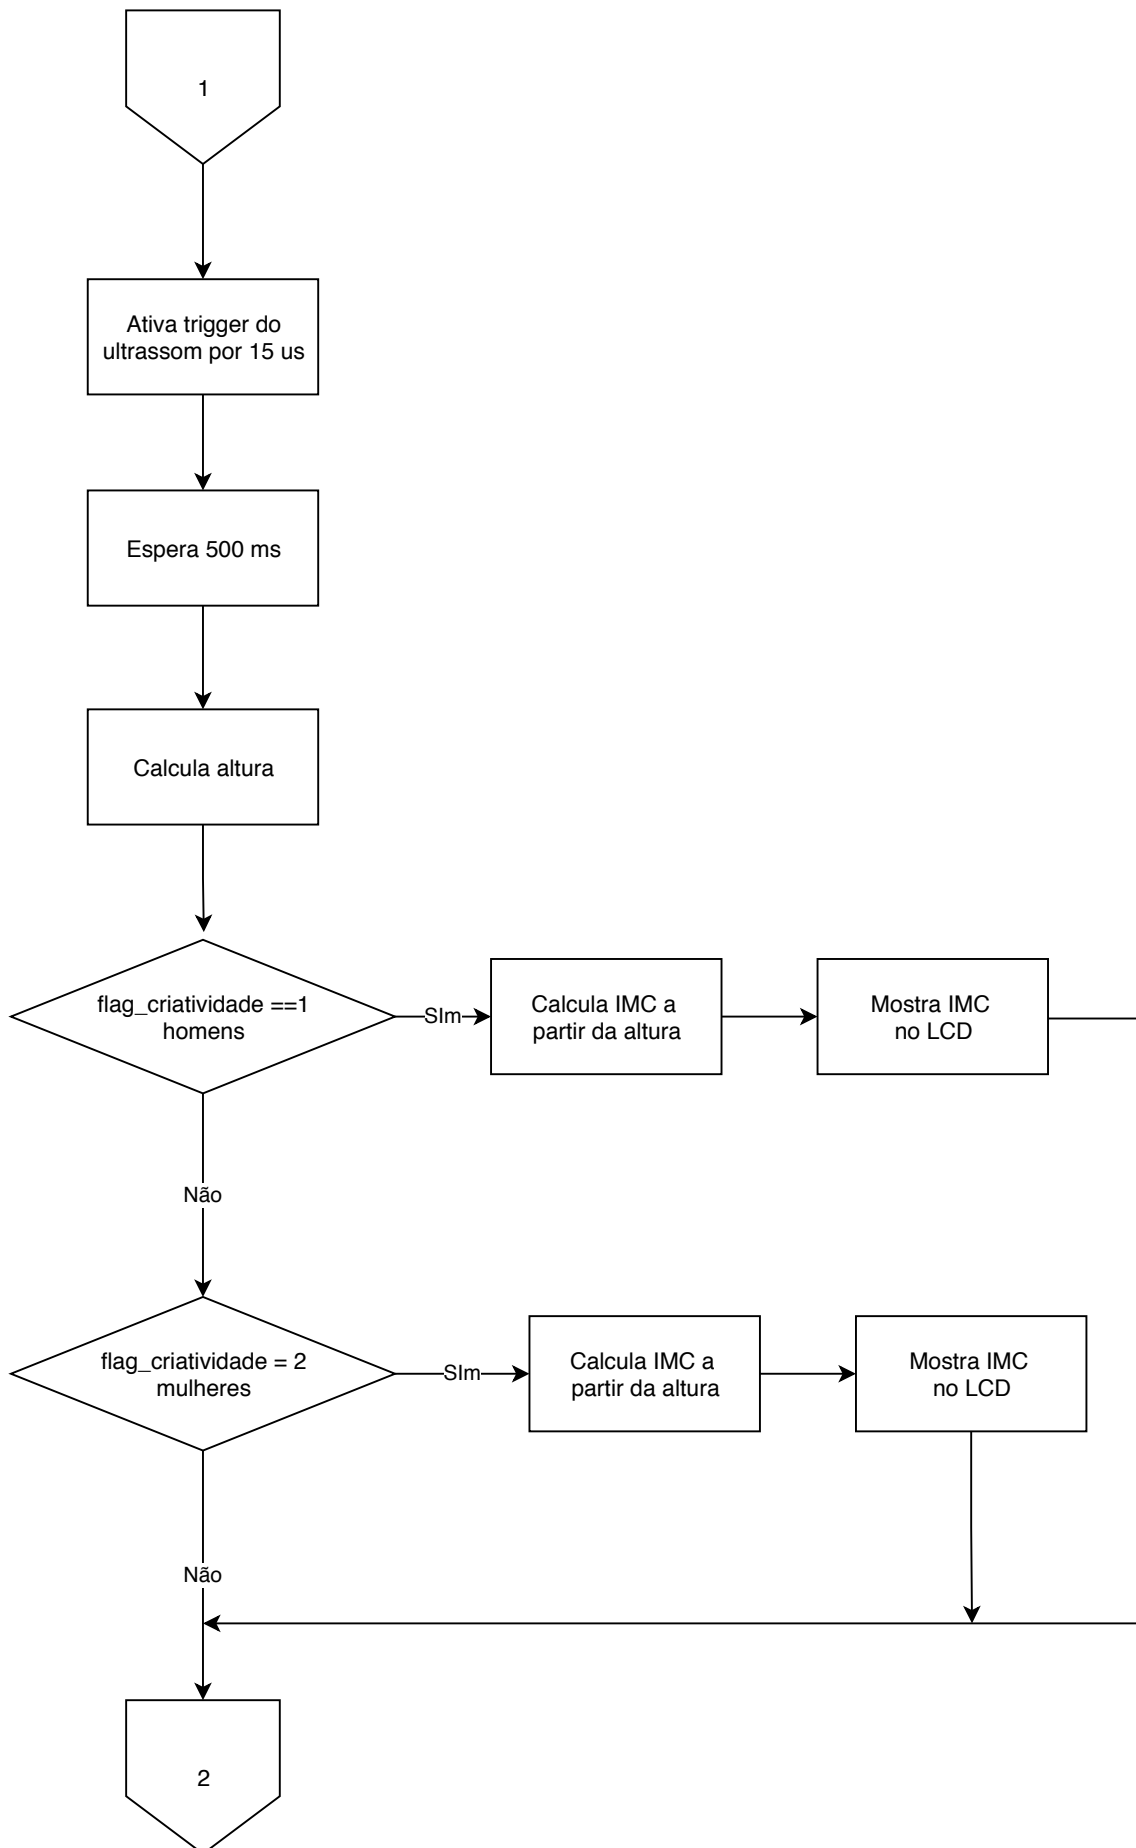 1
Ativa trigger do
ultrassom por 15 us
Espera 500 ms
Calcula altura
flag_criatividade ==1
homens
SIm
Calcula IMC a
partir da altura
Mostra IMC
no LCD
Não
flag_criatividade = 2
mulheres
SIm
Calcula IMC a
partir da altura
Mostra IMC
no LCD
Não
2